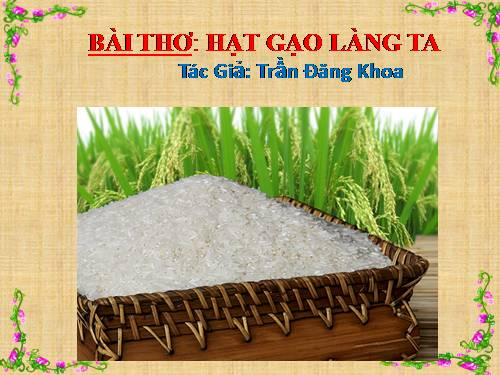 BÀI THƠ: HẠT GẠO LÀNG TA
Tác Giả: Trần Đăng Khoa